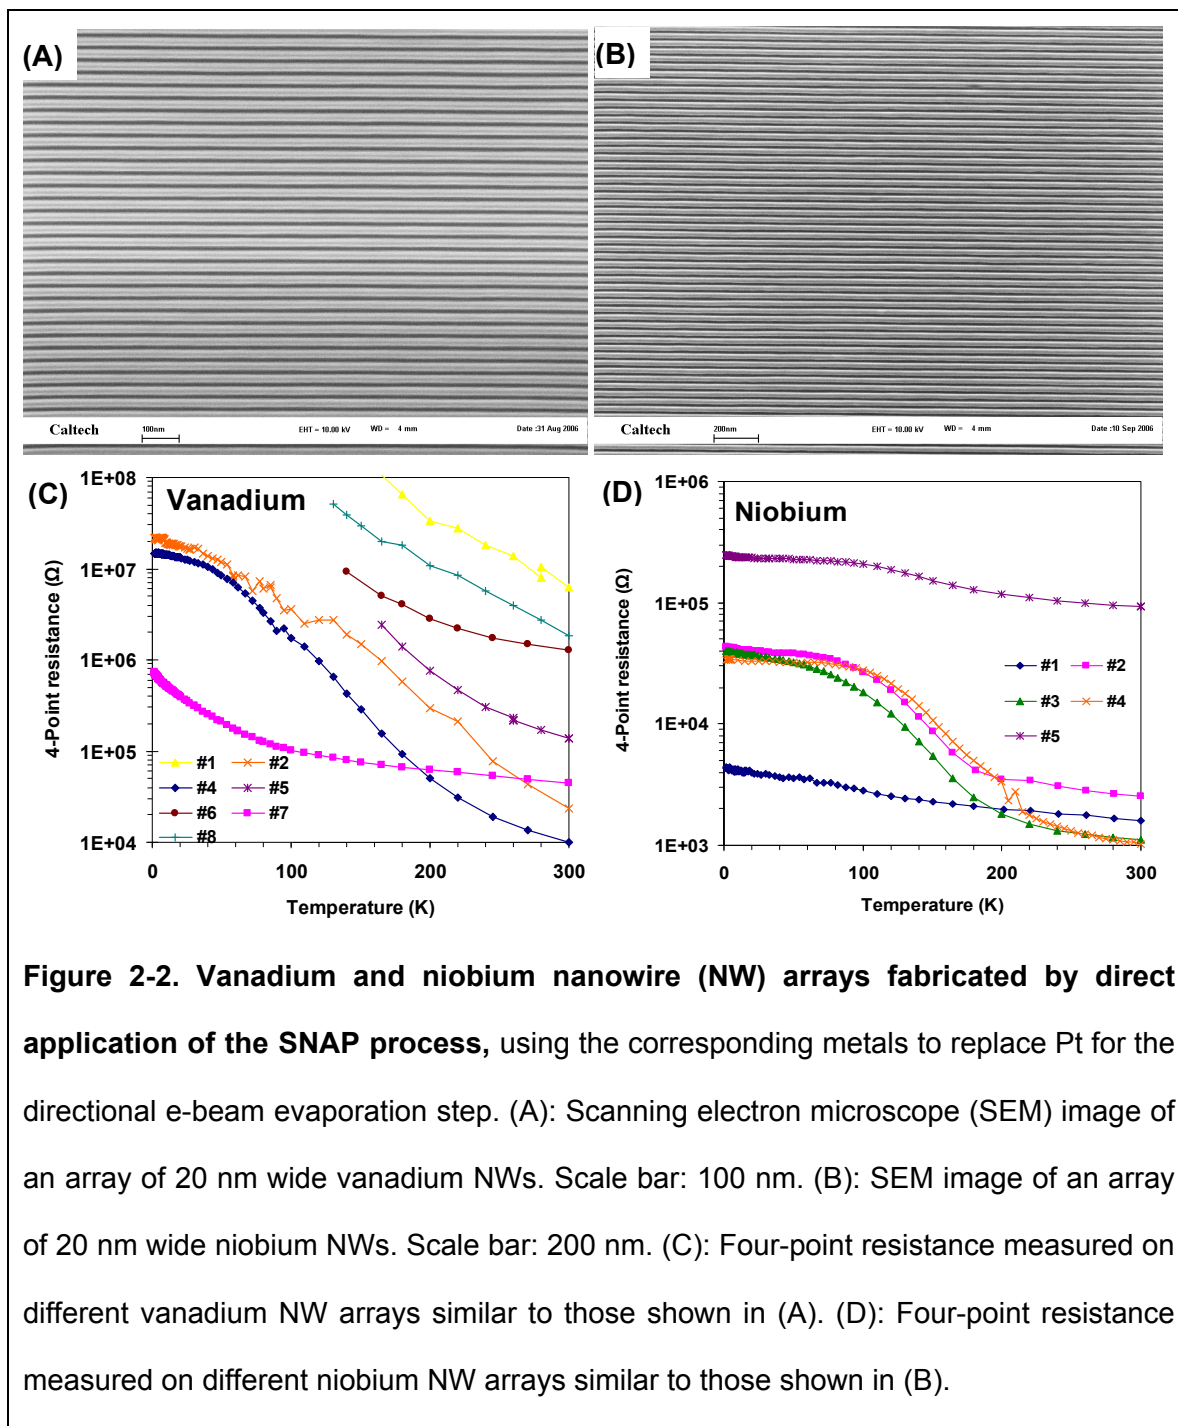 (A)
(B)
Caltech 100nm EHT = 10.00 kV WD = 4 mm Date :31 Aug 2006
Caltech 200nm EHT = 10.00 kV WD = 4 mm Date :10 Sep 2006
(C)
Vanadium
4-Point resistance (Ω)
1E+08
1E+07
1E+06
1E+05
1E+04
#1 #2
#4 #5
#6 #7
#8
0 100 200 300
Temperature (K)
(D)
Niobium
4-Point resistance (Ω)
1E+06
1E+05
1E+04
1E+03
#1 #2
#3 #4
#5
0 100 200 300
Temperature (K)
Figure 2-2. Vanadium and niobium nanowire (NW) arrays fabricated by direct
application of the SNAP process, using the corresponding metals to replace Pt for the
directional e-beam evaporation step. (A): Scanning electron microscope (SEM) image of
an array of 20 nm wide vanadium NWs. Scale bar: 100 nm. (B): SEM image of an array
of 20 nm wide niobium NWs. Scale bar: 200 nm. (C): Four-point resistance measured on
different vanadium NW arrays similar to those shown in (A). (D): Four-point resistance
measured on different niobium NW arrays similar to those shown in (B).